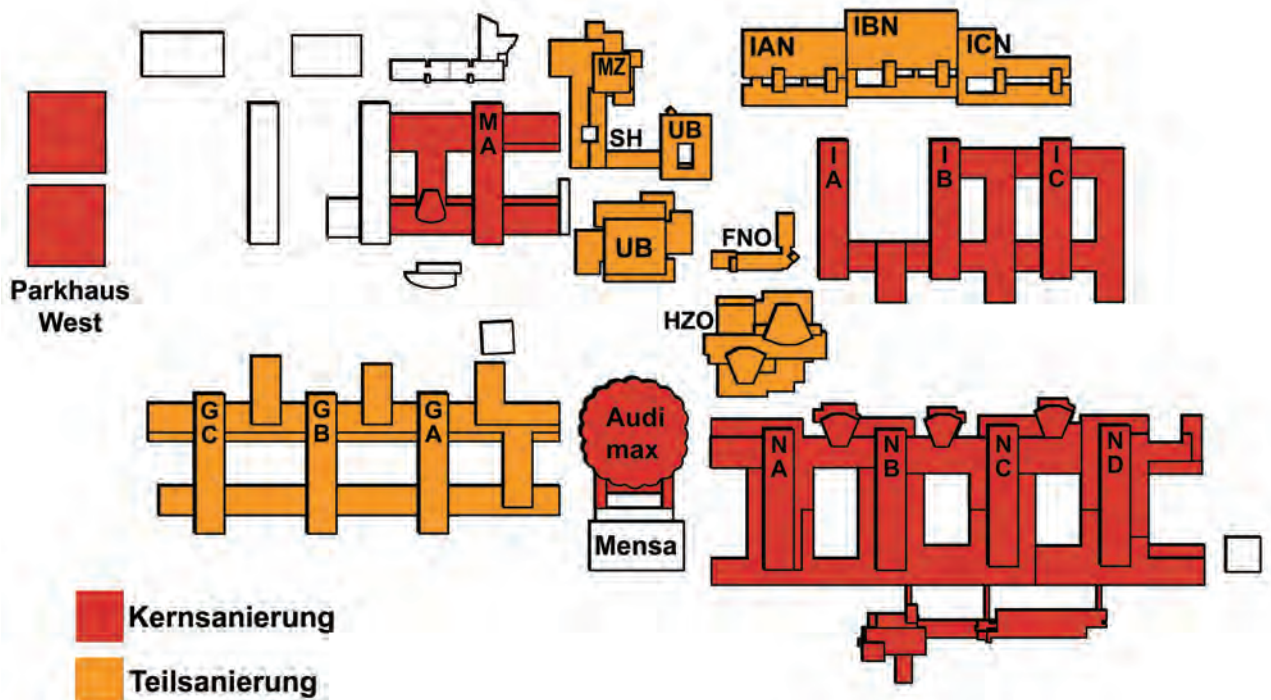 IAN
IBN
ICN
MZ
MA
SH
UB
IA
IB
IC
UB
FNO
Parkhaus
West
HZO
GC
GB
GA
Audi
max
NA
NB
NC
ND
Mensa
Kernsanierung
Teilsanierung